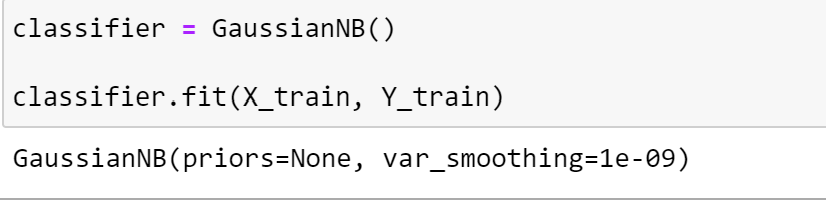 classifier = GaussianNB()
classifier.fit(X_train, Y_train)
GaussianNB(priors=None, var_smoothing=1e-09)